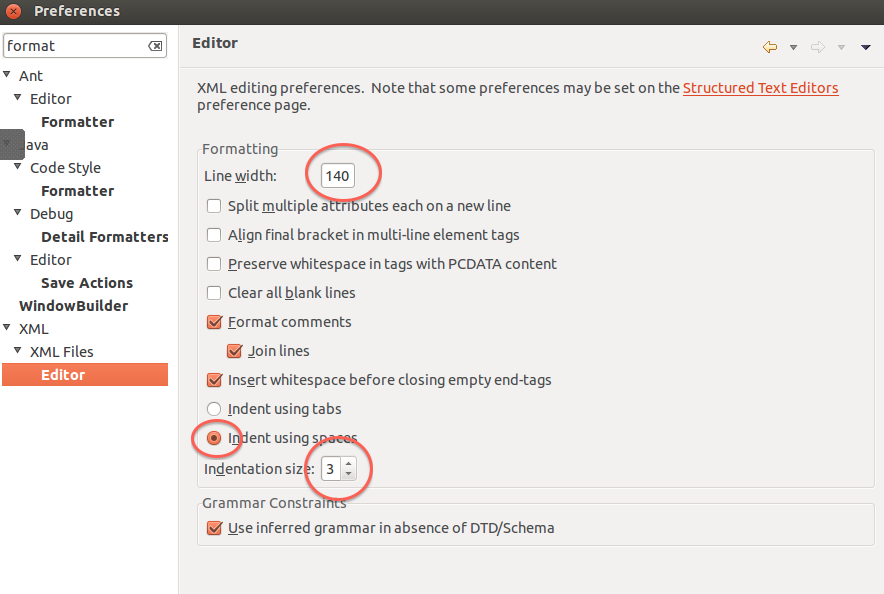 Preferences
format
Ant
Editor
Formatter
Java
Code Style
Formatter
Debug
Detail Formatters
Editor
Save Actions
WindowBuilder
XML
XML Files
Editor
Editor
XML editing preferences.  Note that some preferences may be set on the Structured Text Editors
preference page.
Formatting
Line width: 140
Split multiple attributes each on a new line
Align final bracket in multi-line element tags
Preserve whitespace in tags with PCDATA content
Clear all blank lines
Format comments
Join lines
Insert whitespace before closing empty end-tags
Indent using tabs
Indent using spaces
Indentation size: 3
Grammar Constraints
Use inferred grammar in absence of DTD/Schema